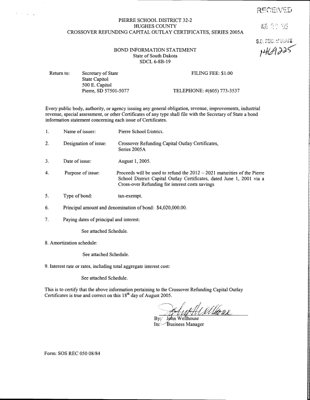 RECEIVED
PIERRE SCHOOL DISTRICT 32-2
HUGHES COUNTY
CROSSOVER REFUNDING CAPITAL OUTLAY CERTIFICATES, SERIES 2005A
1469225
BOND INFORMATION STATEMENT
State of South Dakota
SDCL 6-8B-19
Return to: Secretary of State FILING FEE: $1.00
State Capitol
500 E. Capitol
Pierre, SD 57501-5077 TELEPHONE: #(605) 773-3537
Every public body, authority, or agency issuing any general obligation, revenue, improvements, industrial
revenue, special assessment, or other Certificates of any type shall file with the Secretary of State a bond
information statement concerning each issue of Certificates.
1. Name of issuer: Pierre School District.
2. Designation of issue: Crossover Refunding Capital Outlay Certificates,
Series 2005A
3. Date of issue: August 1, 2005.
4. Purpose of issue: Proceeds will be used to refund the 2012 - 2021 maturities of the Pierre
School District Capital Outlay Certificates, dated June 1, 2001 via a
Cross-over Refunding for interest costs savings
5. Type of bond: tax-exempt.
6. Principal amount and denomination of bond: $4,020,000.00.
7. Paying dates of principal and interest:
See attached Schedule.
8. Amortization schedule:
See attached Schedule.
9. Interest rate or rates, including total aggregate interest cost:
See attached Schedule.
This is to certify that the above information pertaining to the Crossover Refunding Capital Outlay
Certificates is true and correct on this 18th day of August 2005.
By: John Wellhouse
Its: Business Manager
Form: SOS REC 050 08/84